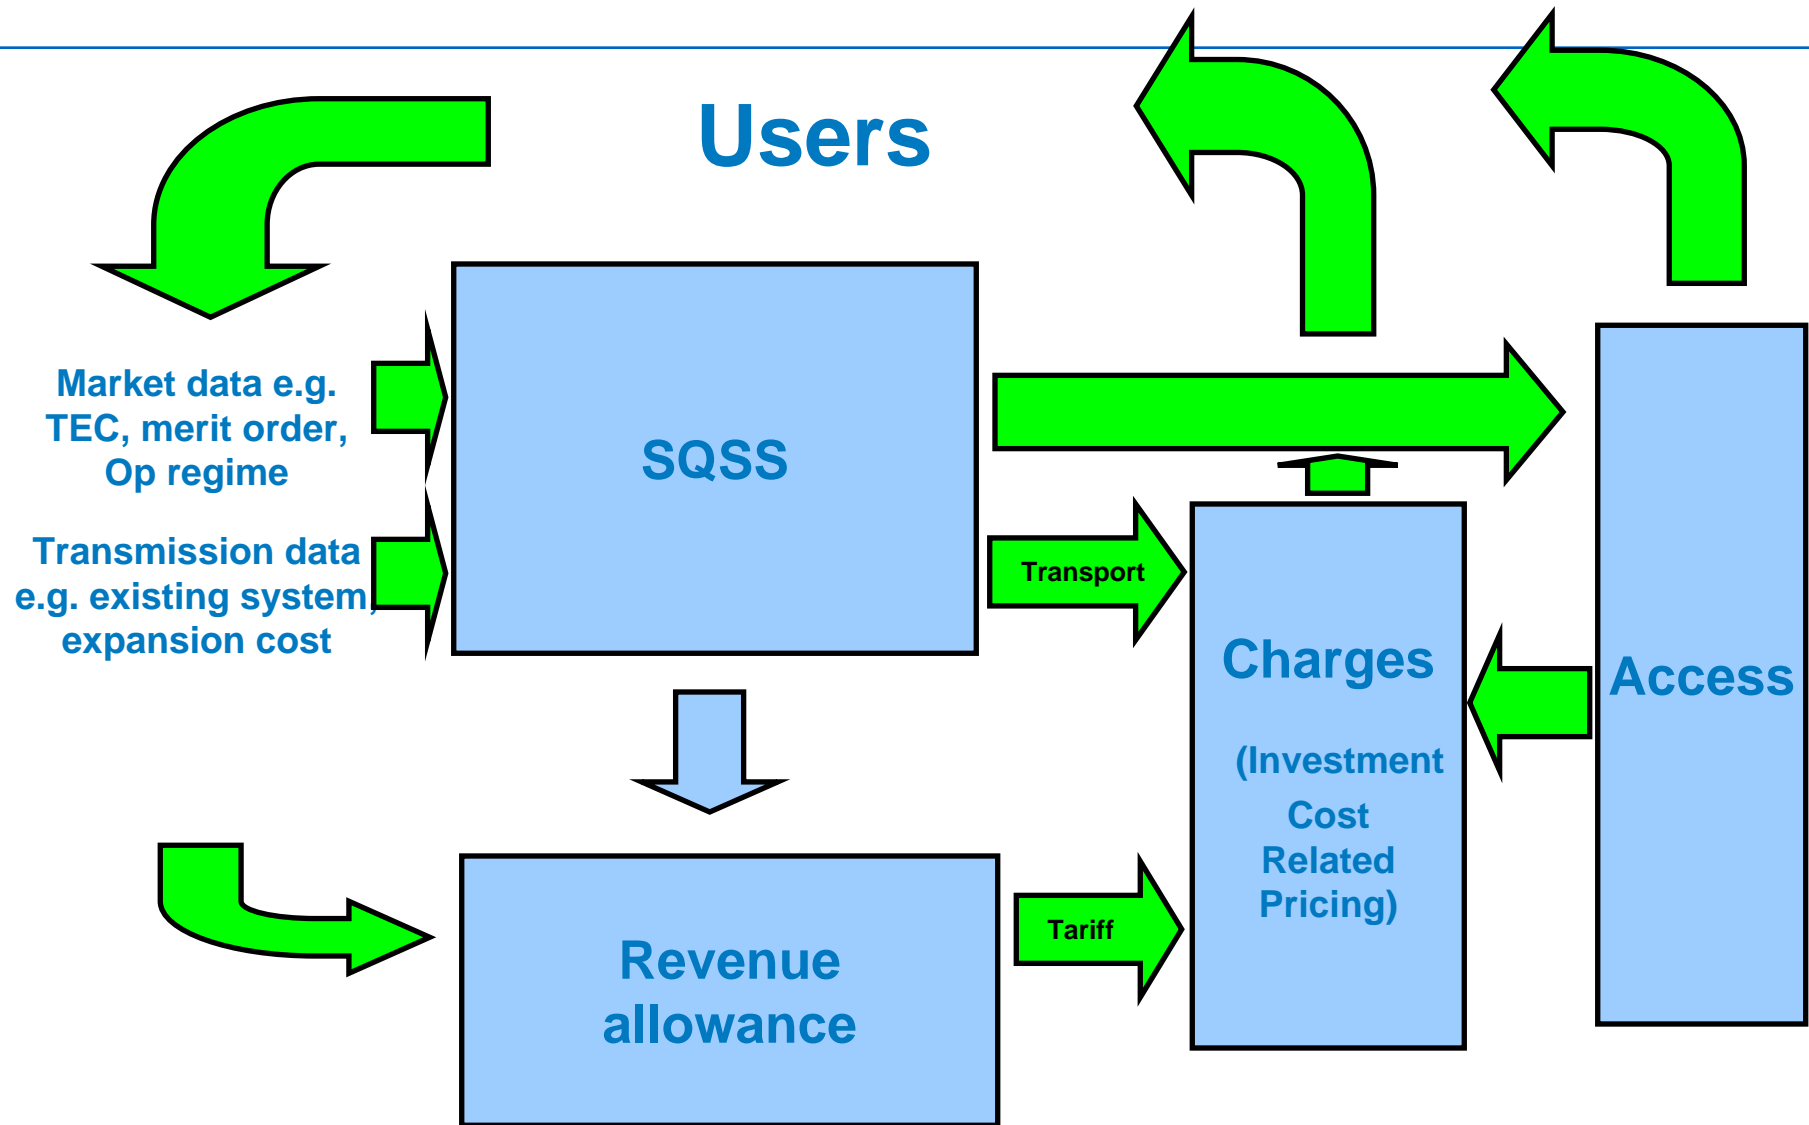 Users
Market data e.g.
TEC, merit order,
Op regime
Transmission data
e.g. existing system,
expansion cost
SQSS
Transport
Charges
(Investment
Cost
Related
Pricing)
Access
Revenue
allowance
Tariff